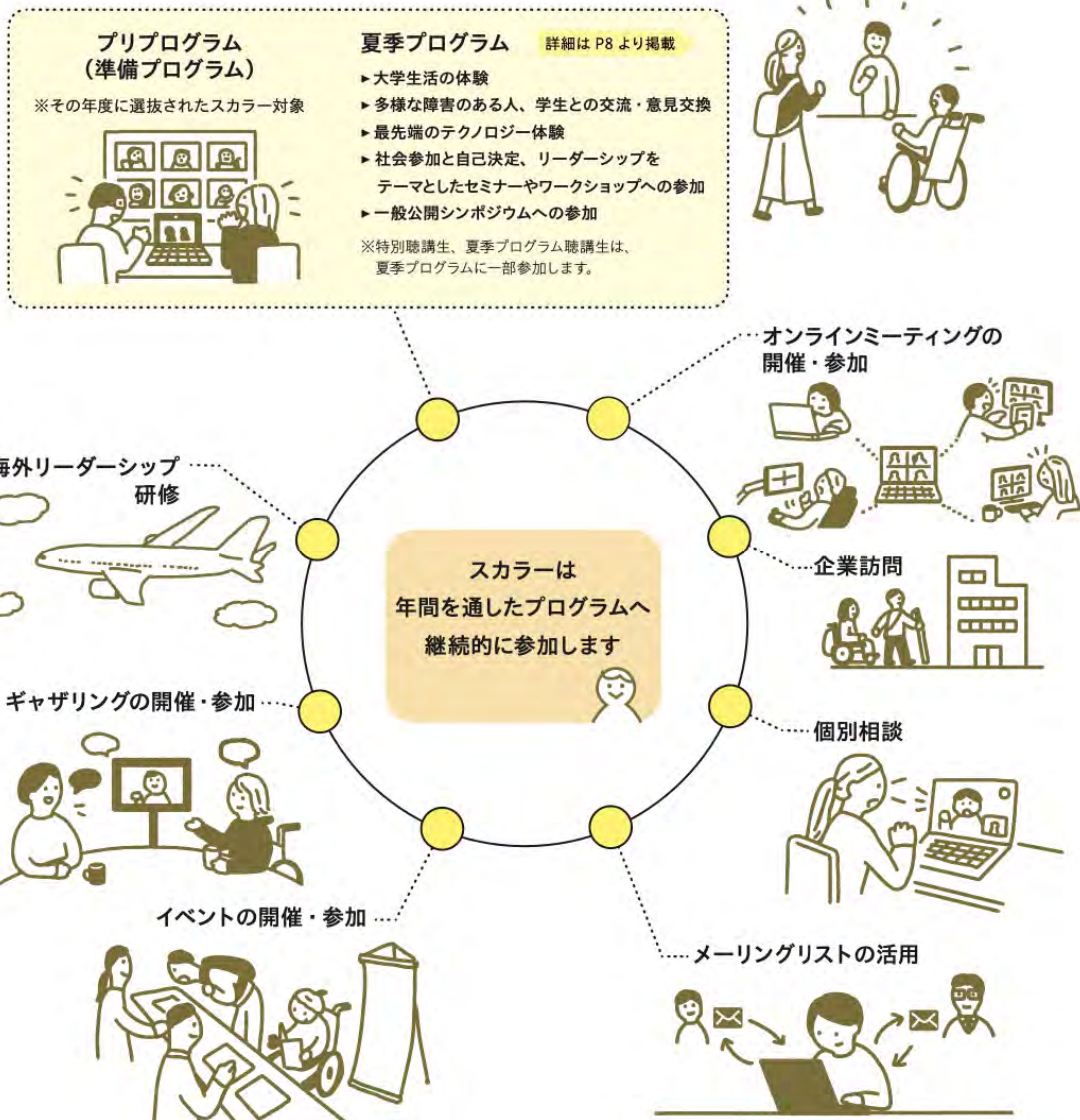 プリプログラム
（準備プログラム）
※その年度に選抜されたスカラー対象
夏季プログラム
詳細は P8 より掲載
▶大学生活の体験
▶多様な障害のある人、学生との交流・意見交換
▶最先端のテクノロジー体験
▶社会参加と自己決定、リーダーシップを
テーマとしたセミナーやワークショップへの参加
▶一般公開シンポジウムへの参加
※特別聴講生、夏季プログラム聴講生は、
夏季プログラムに一部参加します。
オンラインミーティングの
開催・参加
海外リーダーシップ
研修
スカラーは
年間を通したプログラムへ
継続的に参加します
企業訪問
ギャザリングの開催・参加
個別相談
イベントの開催・参加
メーリングリストの活用